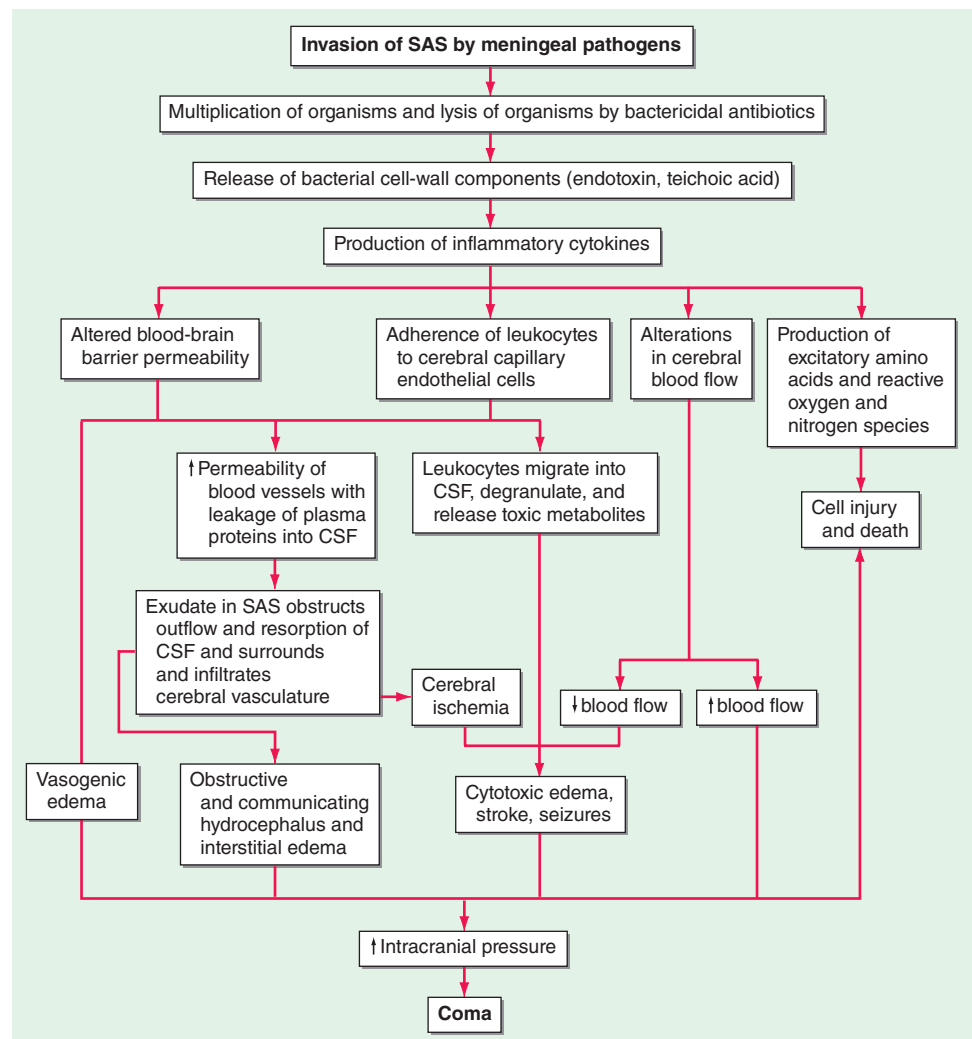 Invasion of SAS by meningeal pathogens
Multiplication of organisms and lysis of organisms by bactericidal antibiotics
Release of bacterial cell-wall components (endotoxin, teichoic acid)
Production of inflammatory cytokines
Altered blood-brain
barrier permeability
Adherence of leukocytes
to cerebral capillary
endothelial cells
Alterations
in cerebral
blood flow
Production of
excitatory amino
acids and reactive
oxygen and
nitrogen species
↑Permeability of
blood vessels with
leakage of plasma
proteins into CSF
Leukocytes migrate into
CSF, degranulate, and
release toxic metabolites
Cell injury
and death
Exudate in SAS obstructs
outflow and resorption of
CSF and surrounds
and infiltrates
cerebral vasculature
Cerebral
ischemia
↓blood flow
↑blood flow
Vasogenic
edema
Obstructive
and communicating
hydrocephalus and
interstitial edema
Cytotoxic edema,
stroke, seizures
↑Intracranial pressure
Coma